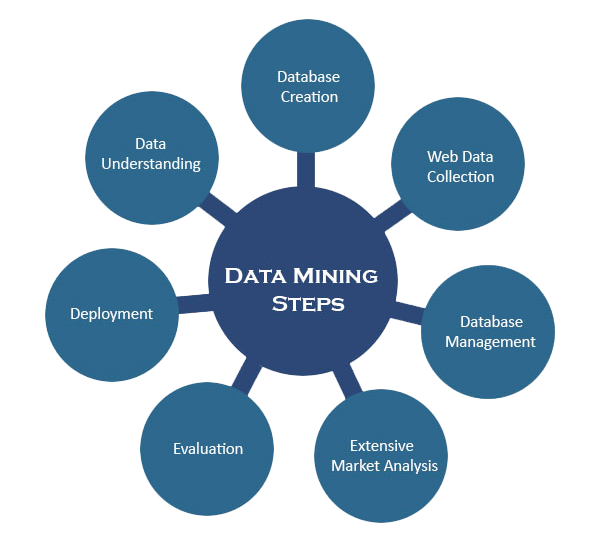 Database
Creation
Data
Understanding
Web Data
Collection
DATA MINING
STEPS
Deployment
Database
Management
Evaluation
Extensive
Market Analysis